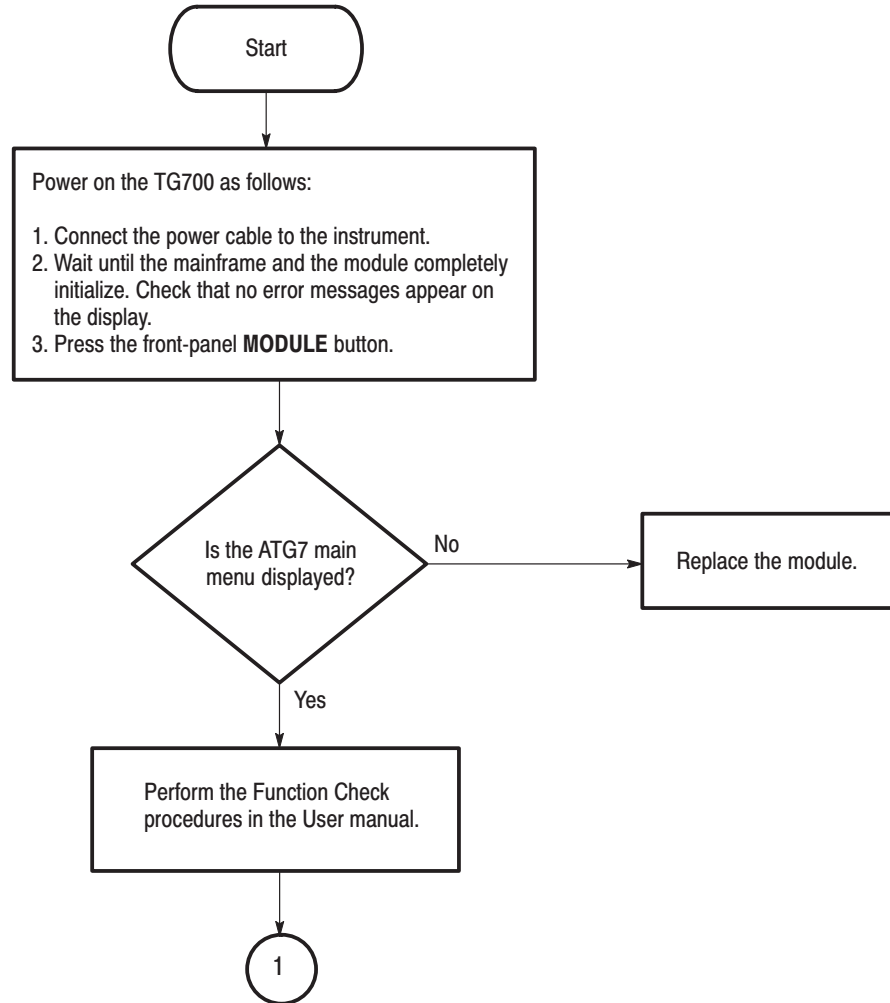 Start
Power on the TG700 as follows:
1. Connect the power cable to the instrument.
2. Wait until the mainframe and the module completely
initialize. Check that no error messages appear on
the display.
3. Press the front-panel MODULE button.
Is the ATG7 main
menu displayed?
No
Replace the module.
Yes
Perform the Function Check
procedures in the User manual.
1